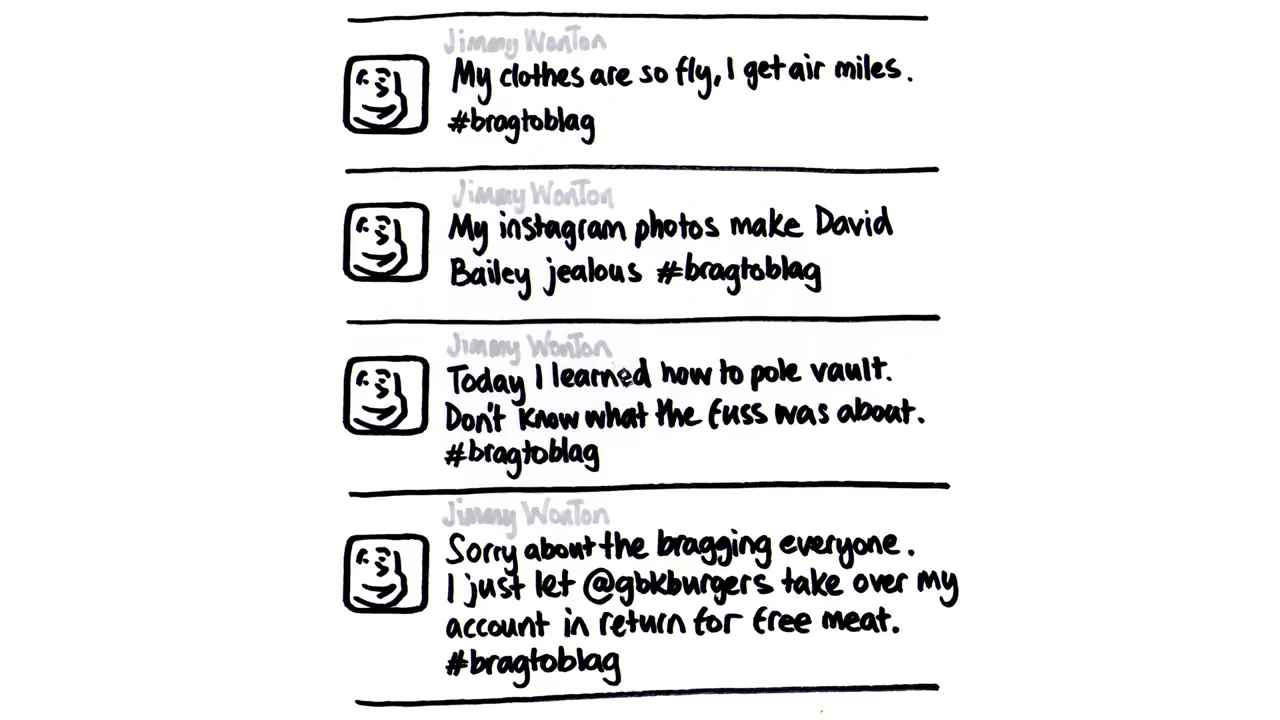 Jimmy WonTon
My clothes are so fly, I get air miles.
#bragtoblag
Jimmy WonTon
My instagram photos make David
Bailey jealous #bragtoblag
Jimmy WonTon
Today I learned how to pole vault.
Don't know what the fuss was about.
#bragtoblag
Jimmy WonTon
Sorry about the bragging everyone.
I just let @gbkburgers take over my
account in return for free meat.
#bragtoblag